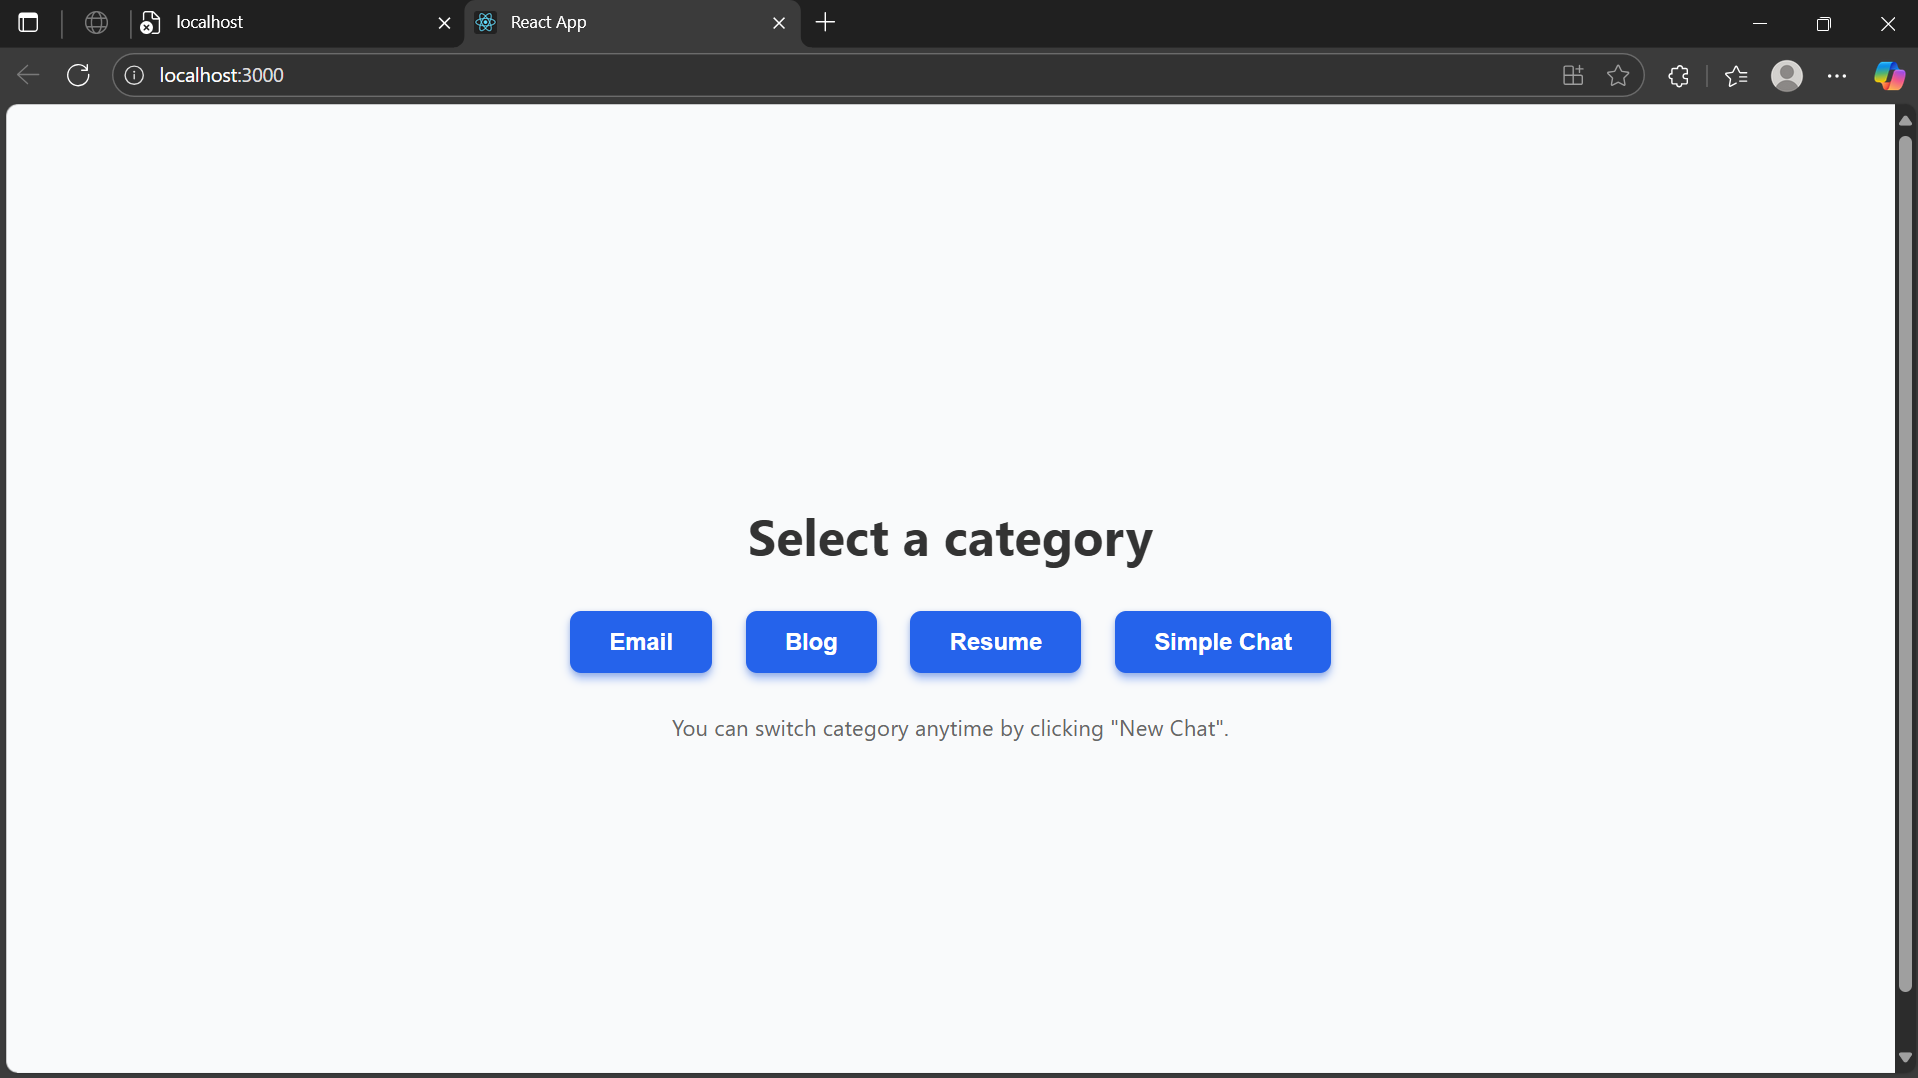 localhost
React App
localhost:3000
Select a category
Email
Blog
Resume
Simple Chat
You can switch category anytime by clicking "New Chat".